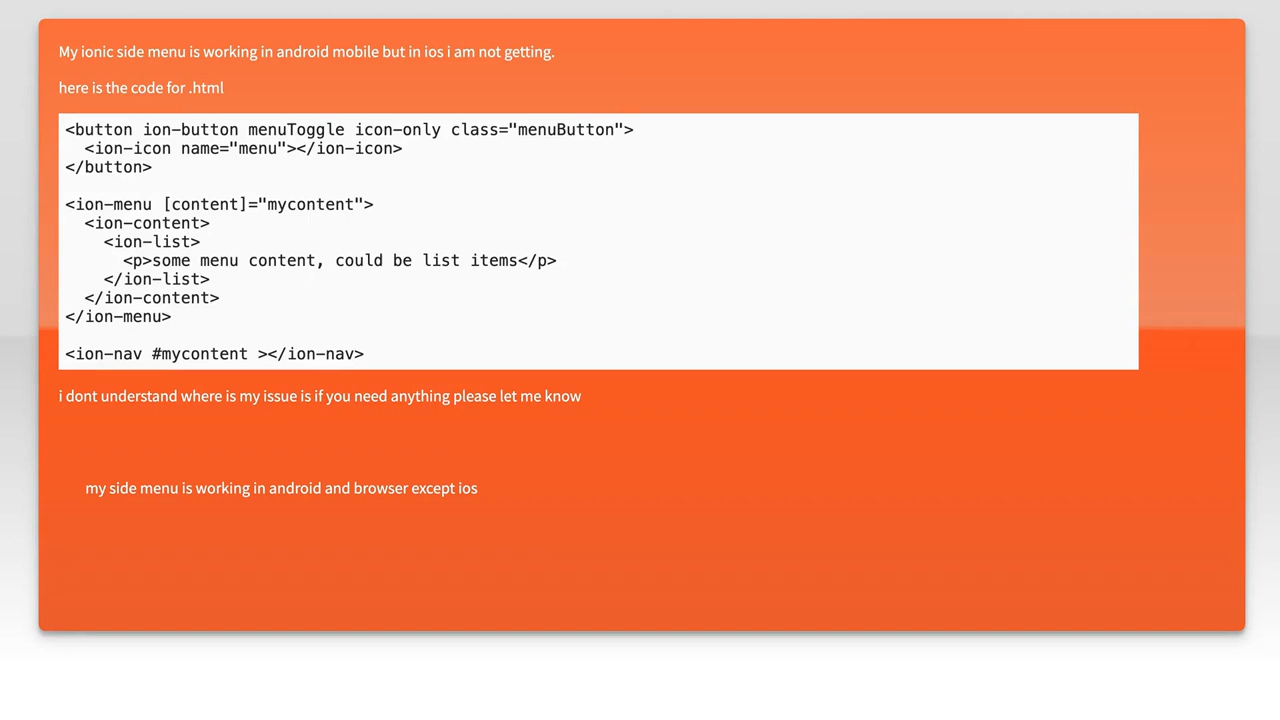 My ionic side menu is working in android mobile but in ios i am not getting.
here is the code for .html
<button ion-button menuToggle icon-only class="menuButton">
  <ion-icon name="menu"></ion-icon>
</button>

<ion-menu [content]="mycontent">
  <ion-content>
    <ion-list>
      <p>some menu content, could be list items</p>
    </ion-list>
  </ion-content>
</ion-menu>

<ion-nav #mycontent ></ion-nav>
i dont understand where is my issue is if you need anything please let me know
my side menu is working in android and browser except ios